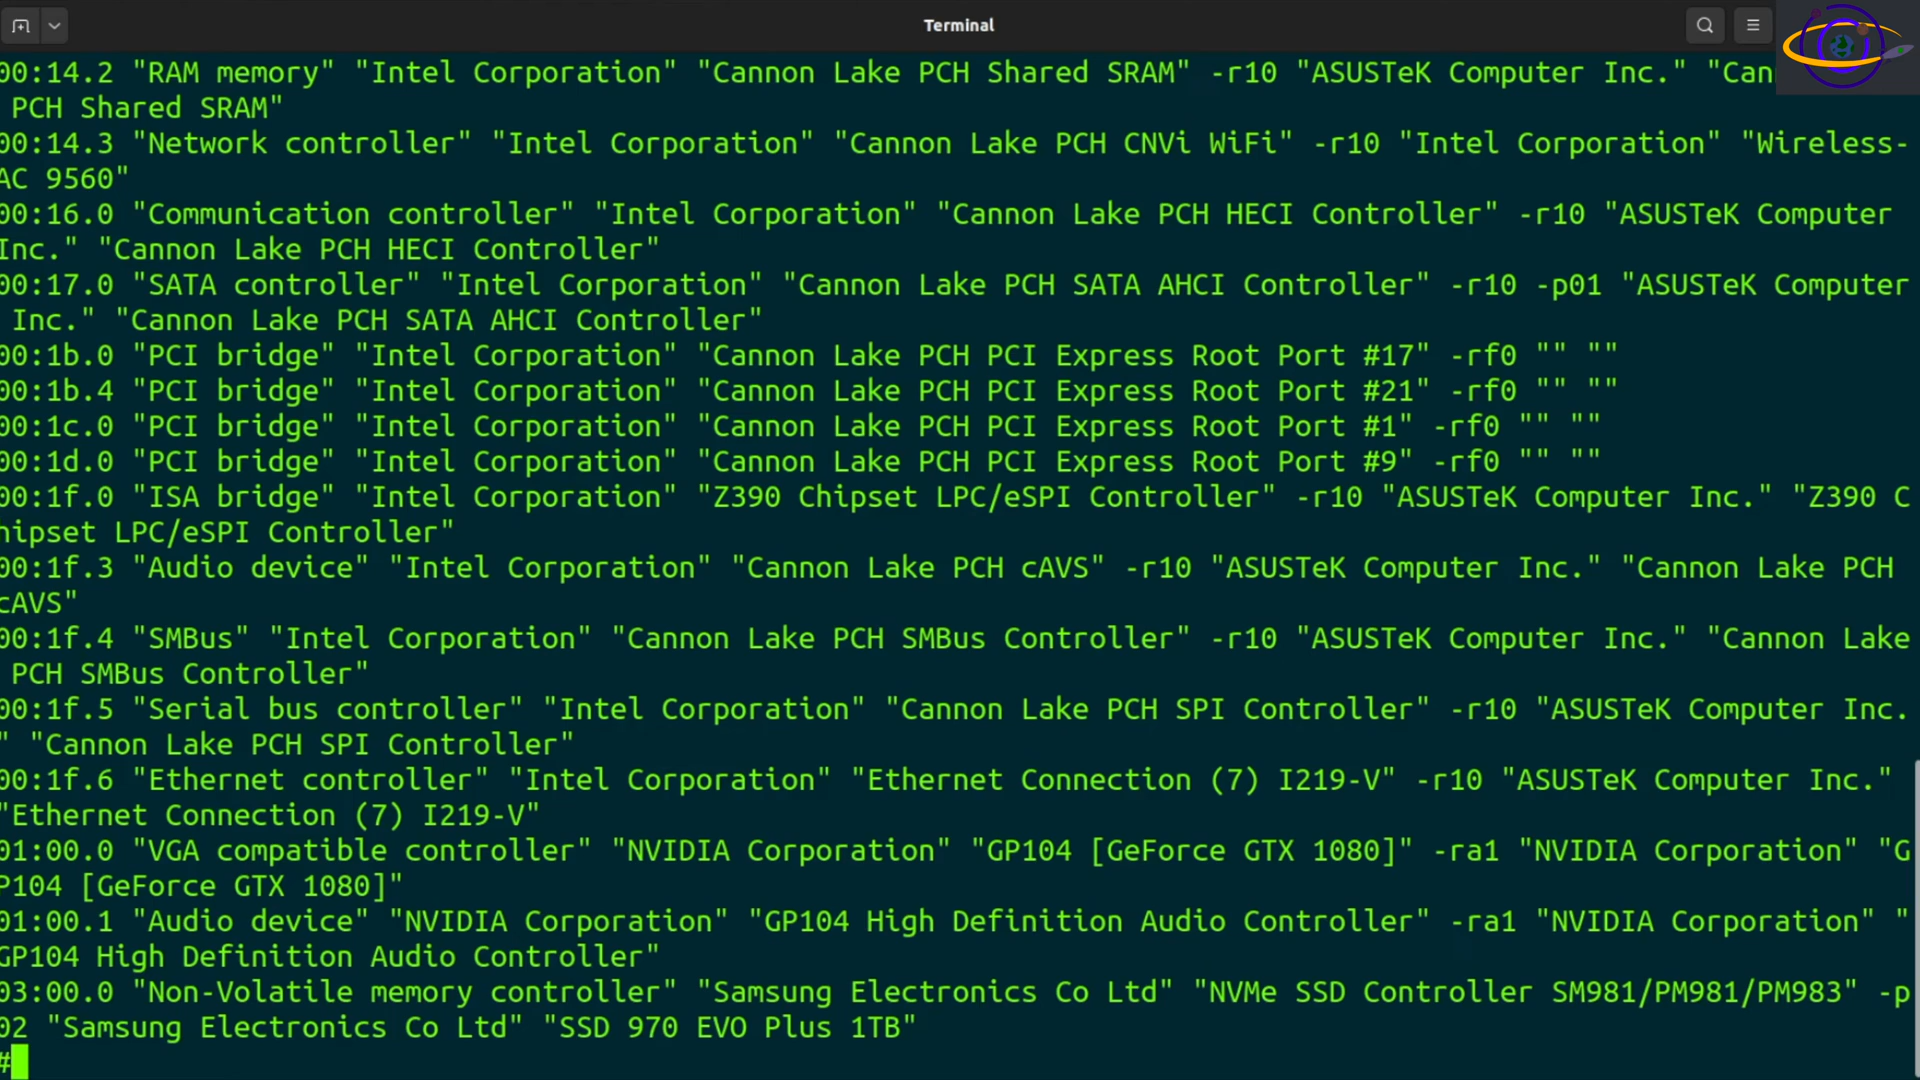 Terminal
00:14.2 "RAM memory" "Intel Corporation" "Cannon Lake PCH Shared SRAM" -r10 "ASUSTeK Computer Inc." "Can
PCH Shared SRAM"
00:14.3 "Network controller" "Intel Corporation" "Cannon Lake PCH CNVi WiFi" -r10 "Intel Corporation" "Wireless-
AC 9560"
00:16.0 "Communication controller" "Intel Corporation" "Cannon Lake PCH HECI Controller" -r10 "ASUSTeK Computer
Inc." "Cannon Lake PCH HECI Controller"
00:17.0 "SATA controller" "Intel Corporation" "Cannon Lake PCH SATA AHCI Controller" -r10 -p01 "ASUSTeK Computer
Inc." "Cannon Lake PCH SATA AHCI Controller"
00:1b.0 "PCI bridge" "Intel Corporation" "Cannon Lake PCH PCI Express Root Port #17" -rf0 "" ""
00:1b.4 "PCI bridge" "Intel Corporation" "Cannon Lake PCH PCI Express Root Port #21" -rf0 "" ""
00:1c.0 "PCI bridge" "Intel Corporation" "Cannon Lake PCH PCI Express Root Port #1" -rf0 "" ""
00:1d.0 "PCI bridge" "Intel Corporation" "Cannon Lake PCH PCI Express Root Port #9" -rf0 "" ""
00:1f.0 "ISA bridge" "Intel Corporation" "Z390 Chipset LPC/eSPI Controller" -r10 "ASUSTeK Computer Inc." "Z390 C
hipset LPC/eSPI Controller"
00:1f.3 "Audio device" "Intel Corporation" "Cannon Lake PCH cAVS" -r10 "ASUSTeK Computer Inc." "Cannon Lake PCH
cAVS"
00:1f.4 "SMBus" "Intel Corporation" "Cannon Lake PCH SMBus Controller" -r10 "ASUSTeK Computer Inc." "Cannon Lake
PCH SMBus Controller"
00:1f.5 "Serial bus controller" "Intel Corporation" "Cannon Lake PCH SPI Controller" -r10 "ASUSTeK Computer Inc.
" "Cannon Lake PCH SPI Controller"
00:1f.6 "Ethernet controller" "Intel Corporation" "Ethernet Connection (7) I219-V" -r10 "ASUSTeK Computer Inc."
"Ethernet Connection (7) I219-V"
01:00.0 "VGA compatible controller" "NVIDIA Corporation" "GP104 [GeForce GTX 1080]" -ra1 "NVIDIA Corporation" "G
P104 [GeForce GTX 1080]"
01:00.1 "Audio device" "NVIDIA Corporation" "GP104 High Definition Audio Controller" -ra1 "NVIDIA Corporation" "
GP104 High Definition Audio Controller"
03:00.0 "Non-Volatile memory controller" "Samsung Electronics Co Ltd" "NVMe SSD Controller SM981/PM981/PM983" -p
02 "Samsung Electronics Co Ltd" "SSD 970 EVO Plus 1TB"
#